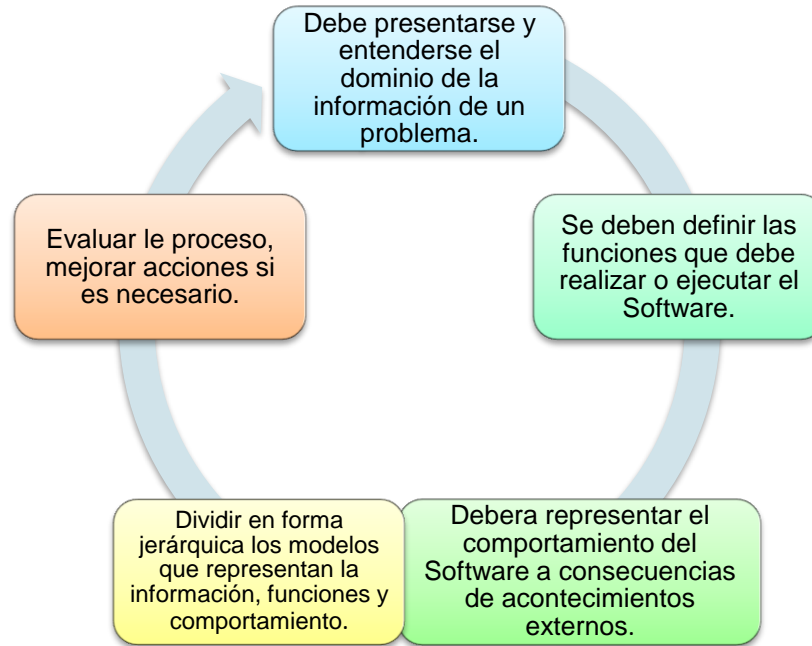 Debe presentarse y
entenderse el
dominio de la
información de un
problema.
Se deben definir las
funciones que debe
realizar o ejecutar el
Software.
Debera representar el
comportamiento del
Software a consecuencias
de acontecimientos
externos.
Dividir en forma
jerárquica los modelos
que representan la
información, funciones y
comportamiento.
Evaluar le proceso,
mejorar acciones si
es necesario.